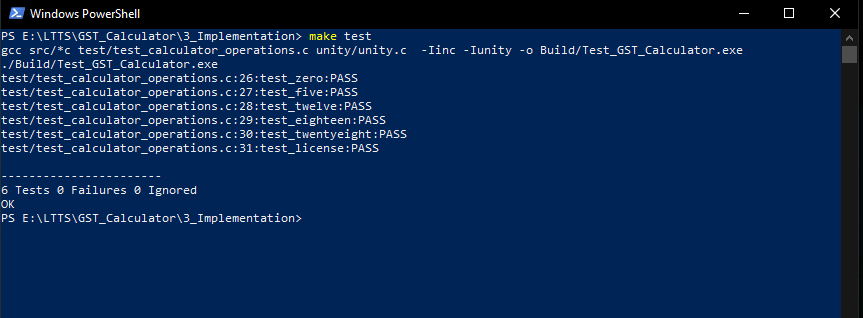 Windows PowerShell
PS E:\LTTS\GST_Calculator\3_Implementation> make test
gcc src/*c test/test_calculator_operations.c unity/unity.c  -Iinc -Iunity -o Build/Test_GST_Calculator.exe
./Build/Test_GST_Calculator.exe
test/test_calculator_operations.c:26:test_zero:PASS
test/test_calculator_operations.c:27:test_five:PASS
test/test_calculator_operations.c:28:test_twelve:PASS
test/test_calculator_operations.c:29:test_eighteen:PASS
test/test_calculator_operations.c:30:test_twentyeight:PASS
test/test_calculator_operations.c:31:test_license:PASS

-----------------------
6 Tests 0 Failures 0 Ignored
OK
PS E:\LTTS\GST_Calculator\3_Implementation>